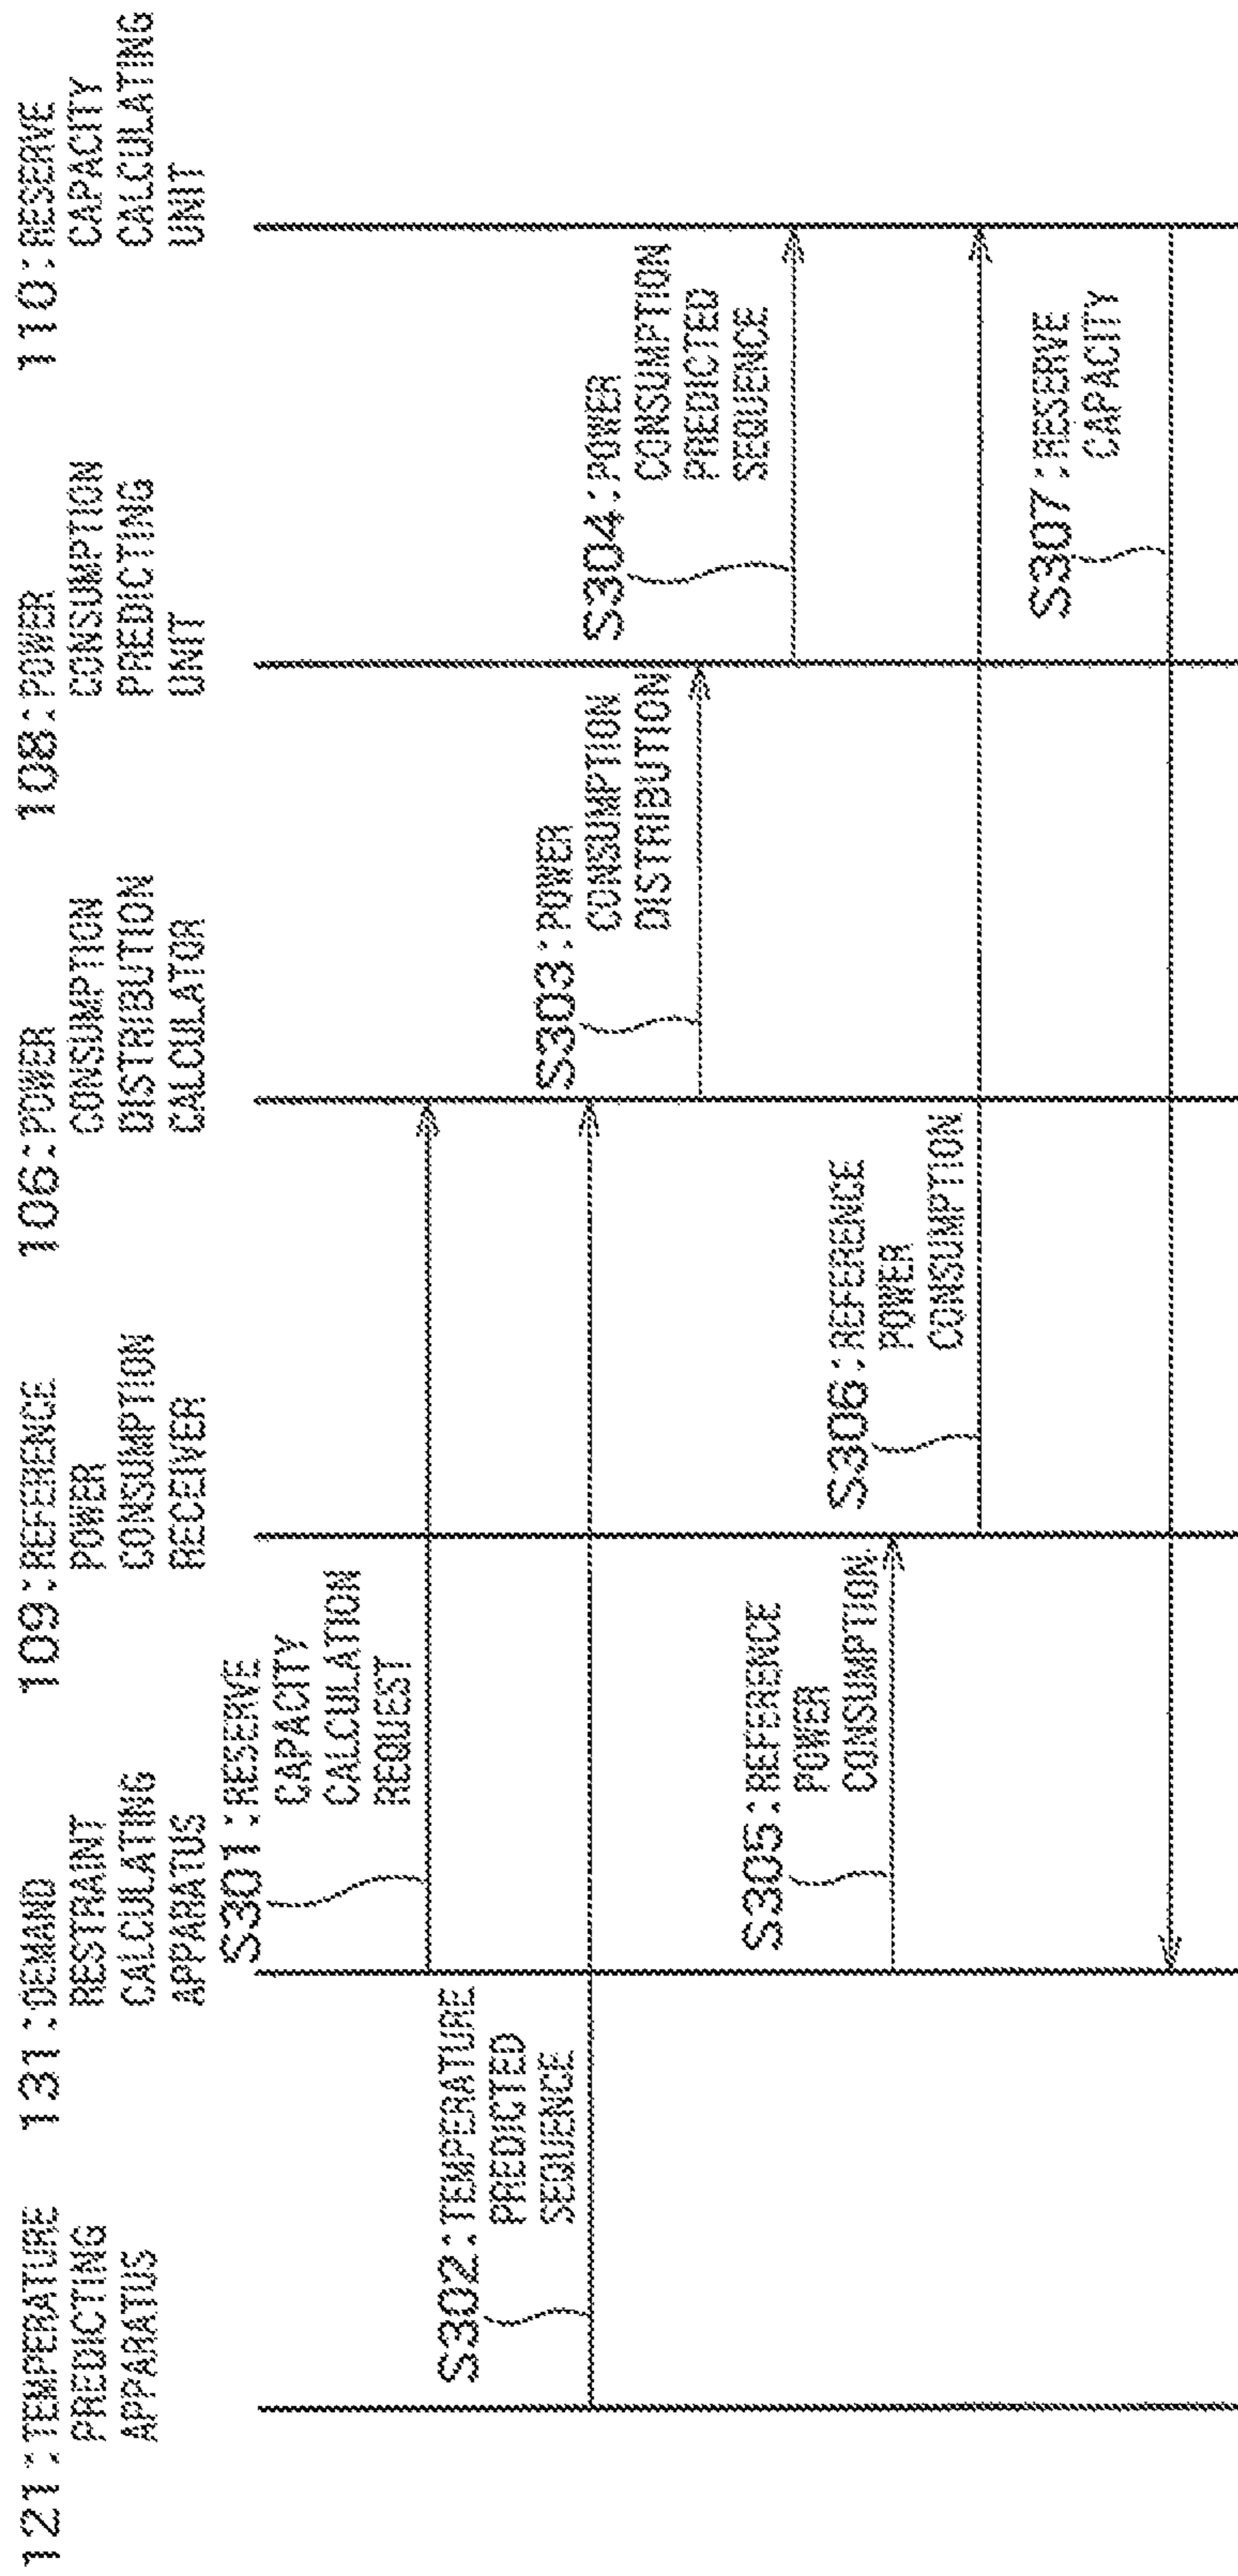 121:TEMPERATURE
PREDICTING
APPARATUS
131:DEMAND
RESTRAINT
CALCULATING
APPARATUS
109:REFERENCE
POWER
CONSUMPTION
RECEIVER
106:POWER
CONSUMPTION
DISTRIBUTION
CALCULATOR
108:POWER
CONSUMPTION
PREDICTING
UNIT
110:RESERVE
CAPACITY
CALCULATING
UNIT
S301:RESERVE
CAPACITY
CALCULATION
REQUEST
S302:TEMPERATURE
PREDICTED
SEQUENCE
S303:POWER
CONSUMPTION
DISTRIBUTION
S304:POWER
CONSUMPTION
PREDICTED
SEQUENCE
S305:REFERENCE
POWER
CONSUMPTION
S306:REFERENCE
POWER
CONSUMPTION
S307:RESERVE
CAPACITY